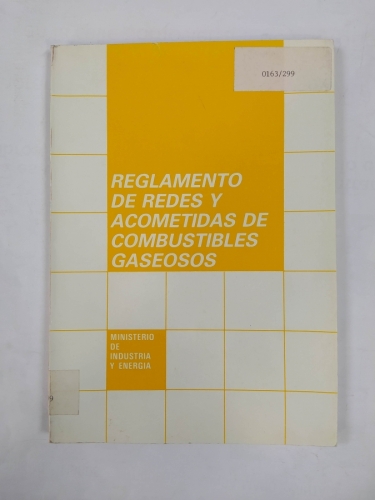 0163/299
REGLAMENTO
DE REDES Y
ACOMETIDAS DE
COMBUSTIBLES
GASEOSOS
MINISTERIO
DE
INDUSTRIA
Y ENERGIA